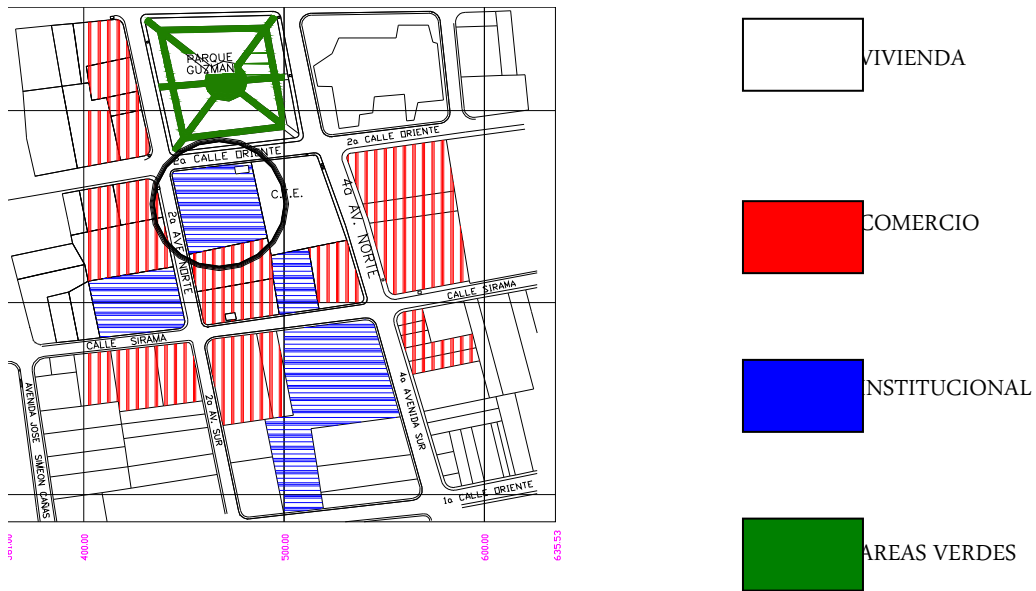 PARQUE
GUZMAN
2a CALLE ORIENTE
2a CALLE ORIENTE
C.E.E.
4a AV. NORTE
2a AVE NORTE
CALLE SIRAMA
CALLE SIRAMA
AVENIDA JOSE SIMEON CAÑAS
2a AV. SUR
4a AVENIDA SUR
1a CALLE ORIENTE
400.00
500.00
600.00
635.53
VIVIENDA
COMERCIO
INSTITUCIONAL
AREAS VERDES